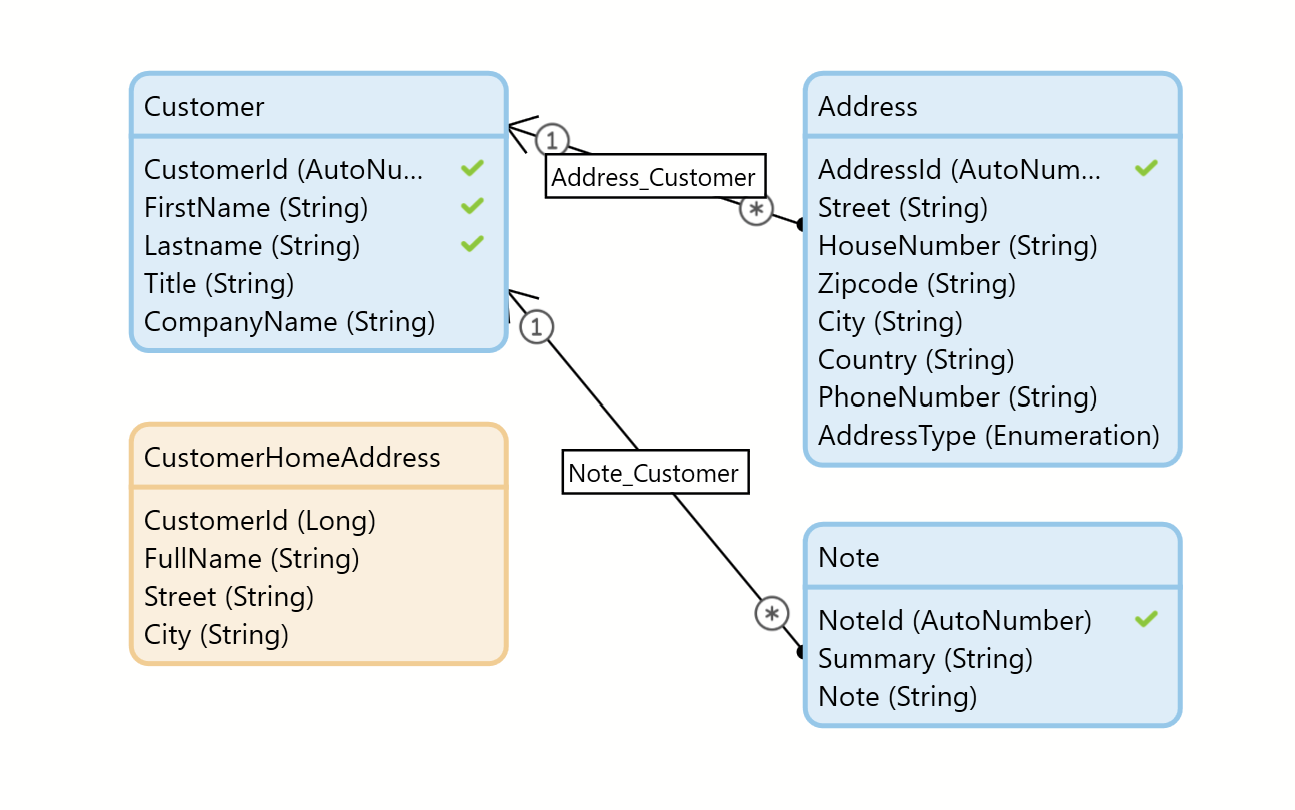 Customer
CustomerId (AutoNu...
FirstName (String)
Lastname (String)
Title (String)
CompanyName (String)
1
Address_Customer
*
Address
AddressId (AutoNum...
Street (String)
HouseNumber (String)
Zipcode (String)
City (String)
Country (String)
PhoneNumber (String)
AddressType (Enumeration)
1
Note_Customer
*
CustomerHomeAddress
CustomerId (Long)
FullName (String)
Street (String)
City (String)
Note
NoteId (AutoNumber)
Summary (String)
Note (String)